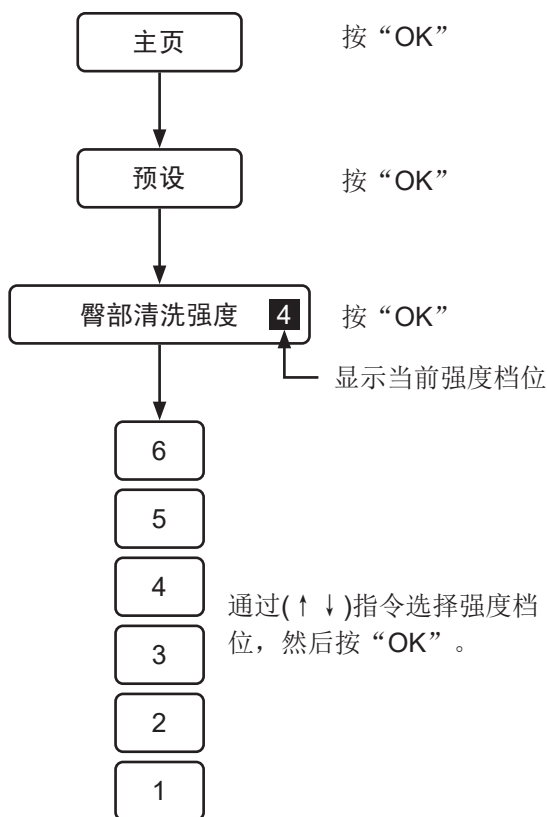 主页
按“OK”
预设
按“OK”
臀部清洗强度 4
按“OK”
显示当前强度档位
6
5
4
3
2
1
通过(↑↓)指令选择强度档
位，然后按“OK”。